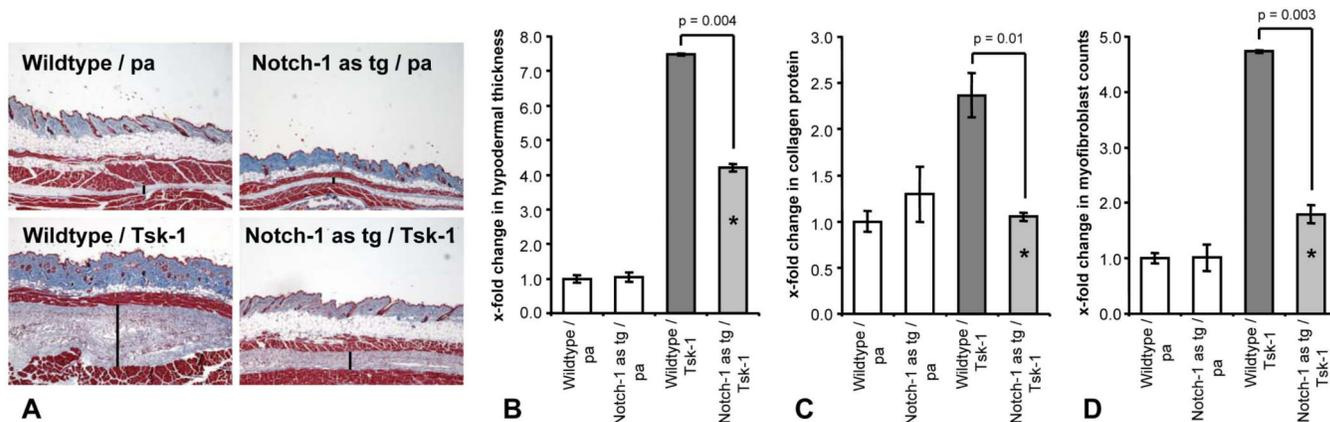 Wildtype / pa
Notch-1 as tg / pa
Wildtype / Tsk-1
Notch-1 as tg / Tsk-1
A
x-fold change in hypodermal thickness
8.0
7.0
6.0
5.0
4.0
3.0
2.0
1.0
0.0
p = 0.004
*
Wildtype /
pa
Notch-1 as tg /
pa
Wildtype /
Tsk-1
Notch-1 as tg /
Tsk-1
B
x-fold change in collagen protein
3.0
2.5
2.0
1.5
1.0
0.5
0.0
p = 0.01
*
Wildtype /
pa
Notch-1 as tg /
pa
Wildtype /
Tsk-1
Notch-1 as tg /
Tsk-1
C
x-fold change in myofibroblast counts
5.0
4.0
3.0
2.0
1.0
0.0
p = 0.003
*
Wildtype /
pa
Notch-1 as tg /
pa
Wildtype /
Tsk-1
Notch-1 as tg /
Tsk-1
D